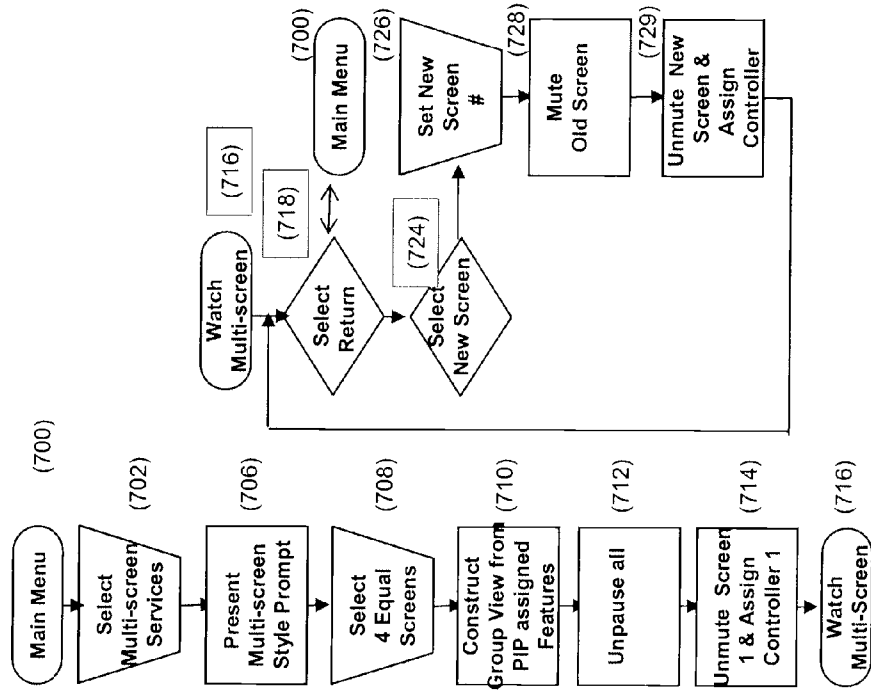 Main Menu
(700)
Select
Multi-screen
Services
(702)
Present
Multi-screen
Style Prompt
(706)
Select
4 Equal
Screens
(708)
Construct
Group View from
PIP assigned
Features
(710)
Unpause all
(712)
Unmute Screen
1 & Assign
Controller 1
(714)
Watch
Multi-Screen
(716)
Watch
Multi-screen
(716)
Select
Return
(718)
Main Menu
(700)
Select
New Screen
(724)
Set New
Screen
#
(726)
Mute
Old Screen
(728)
Unmute New
Screen &
Assign
Controller
(729)